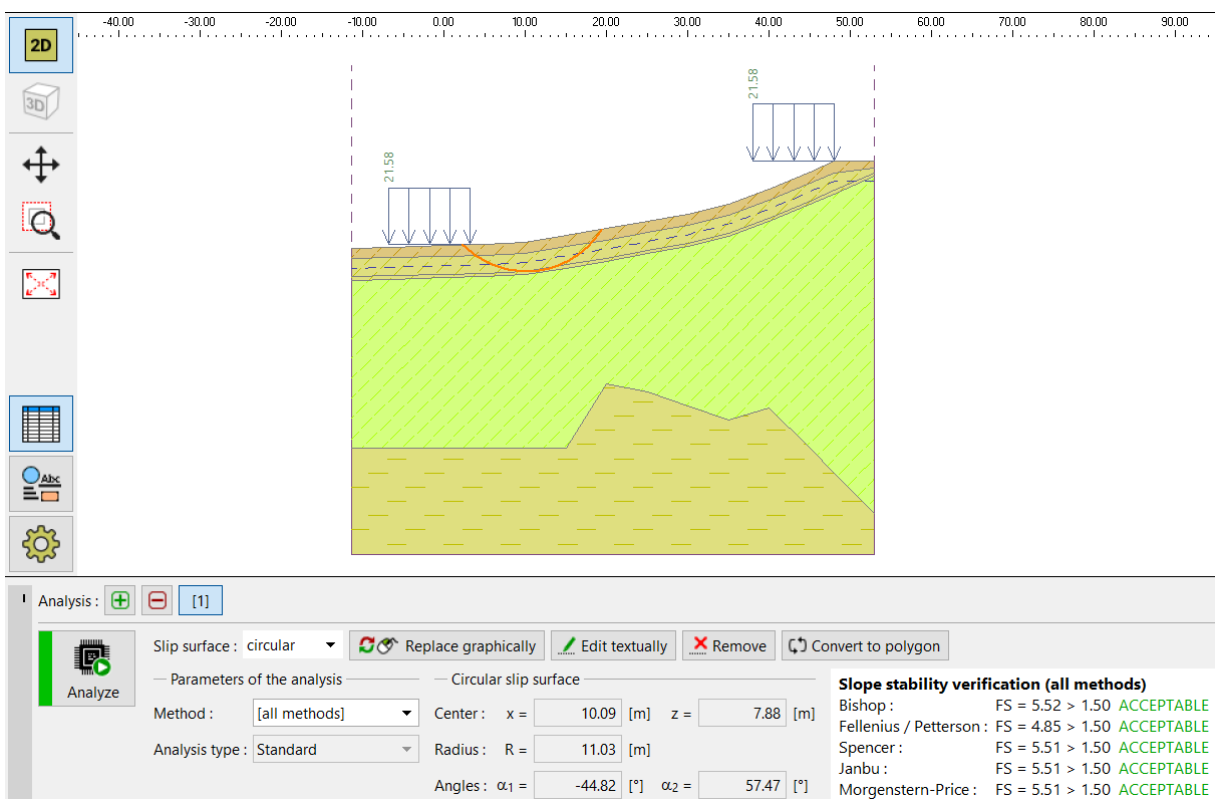 -40.00 -30.00 -20.00 -10.00 0.00 10.00 20.00 30.00 40.00 50.00 60.00 70.00 80.00 90.00
2D
3D
21.58
21.58
Abc
Analysis : [1]
Analyze
Slip surface : circular Replace graphically Edit textually Remove Convert to polygon
Parameters of the analysis
Method : [all methods]
Analysis type : Standard
Circular slip surface
Center : x = 10.09 [m] z = 7.88 [m]
Radius : R = 11.03 [m]
Angles : α1 = -44.82 [°] α2 = 57.47 [°]
Slope stability verification (all methods)
Bishop : FS = 5.52 > 1.50 ACCEPTABLE
Fellenius / Petterson : FS = 4.85 > 1.50 ACCEPTABLE
Spencer : FS = 5.51 > 1.50 ACCEPTABLE
Janbu : FS = 5.51 > 1.50 ACCEPTABLE
Morgenstern-Price : FS = 5.51 > 1.50 ACCEPTABLE